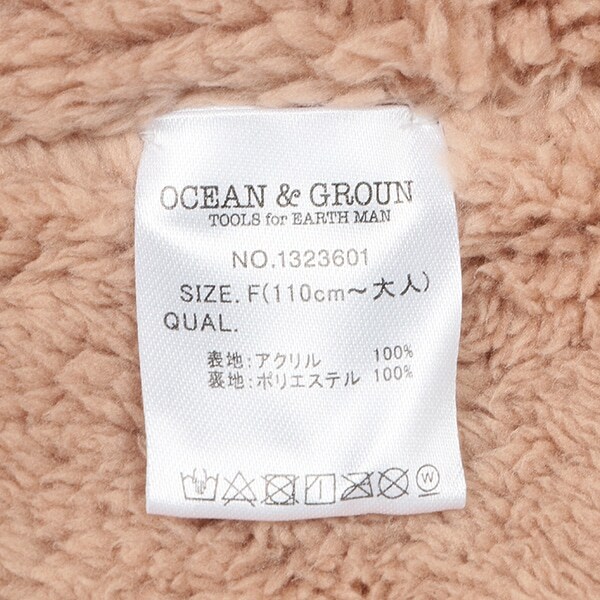 OCEAN & GROUN
TOOLS for EARTH MAN
NO.1323601
SIZE. F(110cm～大人)
QUAL.
表地:アクリル 100%
裏地:ポリエステル 100%
W